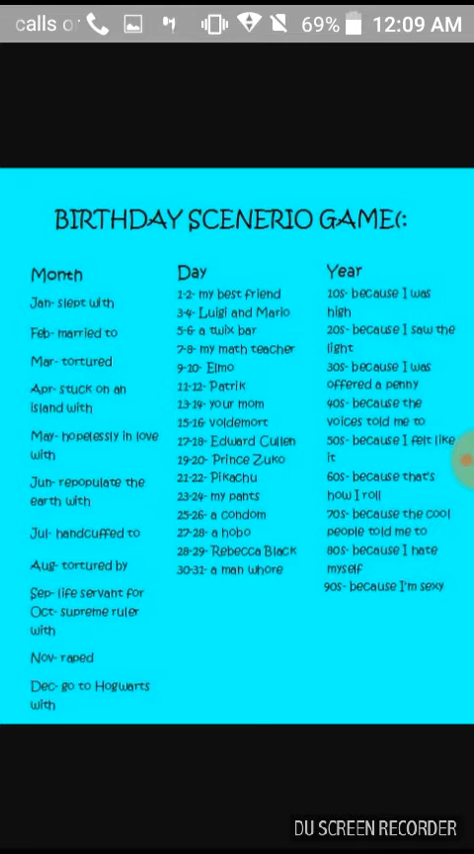 calls o 69% 12:09 AM
BIRTHDAY SCENERIO GAME(:
Month
Jan- slept with
Feb- married to
Mar- tortured
Apr- stuck on an
island with
May- hopelessly in love
with
Jun- repopulate the
earth with
Jul- handcuffed to
Aug- tortured by
Sep- life servant for
Oct- supreme ruler
with
Nov- raped
Dec- go to Hogwarts
with
Day
1-2- my best friend
3-4- Luigi and Mario
5-6- a twix bar
7-8- my math teacher
9-10- Elmo
11-12- Patrik
13-14- your mom
15-16- voldemort
17-18- Edward Cullen
19-20- Prince Zuko
21-22- Pikachu
23-24- my pants
25-26- a condom
27-28- a hobo
28-29- Rebecca Black
30-31- a man whore
Year
10s- because I was
high
20s- because I saw the
light
30s- because I was
offered a penny
40s- because the
voices told me to
50s- because I felt like
it
60s- because that's
how I roll
70s- because the cool
people told me to
80s- because I hate
myself
90s- because I'm sexy
DU SCREEN RECORDER